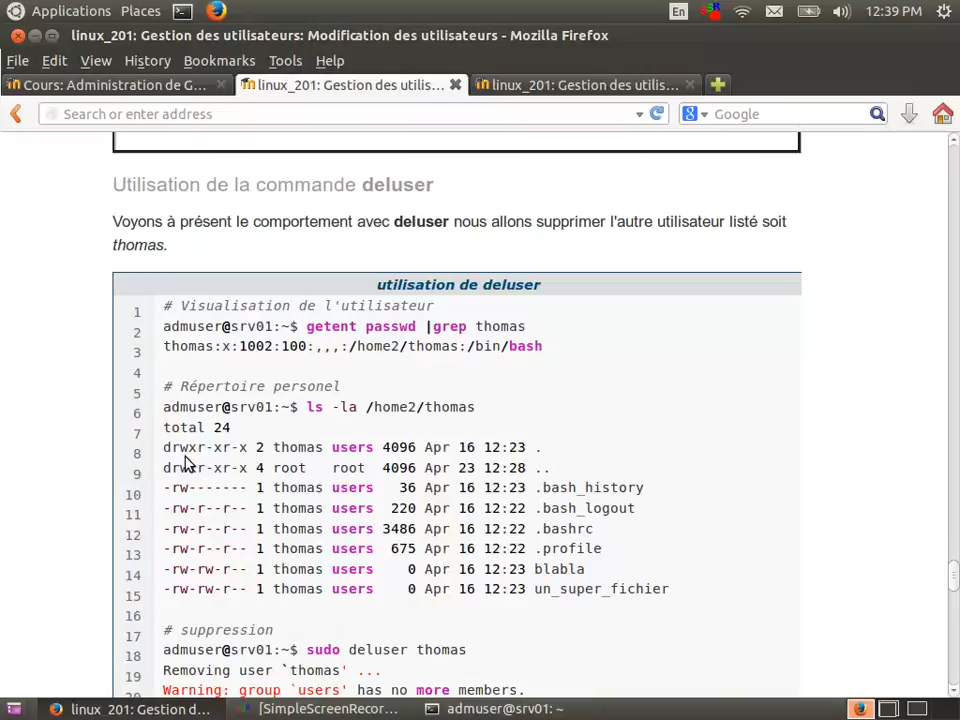 Applications Places En 12:39 PM
linux_201: Gestion des utilisateurs: Modification des utilisateurs - Mozilla Firefox
File Edit View History Bookmarks Tools Help
Cours: Administration de G... linux_201: Gestion des utilis... linux_201: Gestion des utilis...
Search or enter address Google
Utilisation de la commande deluser
Voyons à présent le comportement avec deluser nous allons supprimer l'autre utilisateur listé soit
thomas.
utilisation de deluser
1 # Visualisation de l'utilisateur
2 admuser@srv01:~$ getent passwd |grep thomas
3 thomas:x:1002:100:,,,:/home2/thomas:/bin/bash
4
5 # Répertoire personel
6 admuser@srv01:~$ ls -la /home2/thomas
7 total 24
8 drwxr-xr-x 2 thomas users 4096 Apr 16 12:23 .
9 drwxr-xr-x 4 root root 4096 Apr 23 12:28 ..
10 -rw------- 1 thomas users 36 Apr 16 12:23 .bash_history
11 -rw-r--r-- 1 thomas users 220 Apr 16 12:22 .bash_logout
12 -rw-r--r-- 1 thomas users 3486 Apr 16 12:22 .bashrc
13 -rw-r--r-- 1 thomas users 675 Apr 16 12:22 .profile
14 -rw-rw-r-- 1 thomas users 0 Apr 16 12:23 blabla
15 -rw-rw-r-- 1 thomas users 0 Apr 16 12:23 un_super_fichier
16
17 # suppression
18 admuser@srv01:~$ sudo deluser thomas
19 Removing user `thomas' ...
20 Warning: group `users' has no more members.
linux_201: Gestion d... [SimpleScreenRecor... admuser@srv01: ~